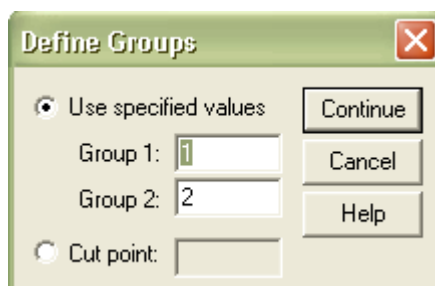 Define Groups
Use specified values
Continue
Group 1: 1
Cancel
Group 2: 2
Help
Cut point: